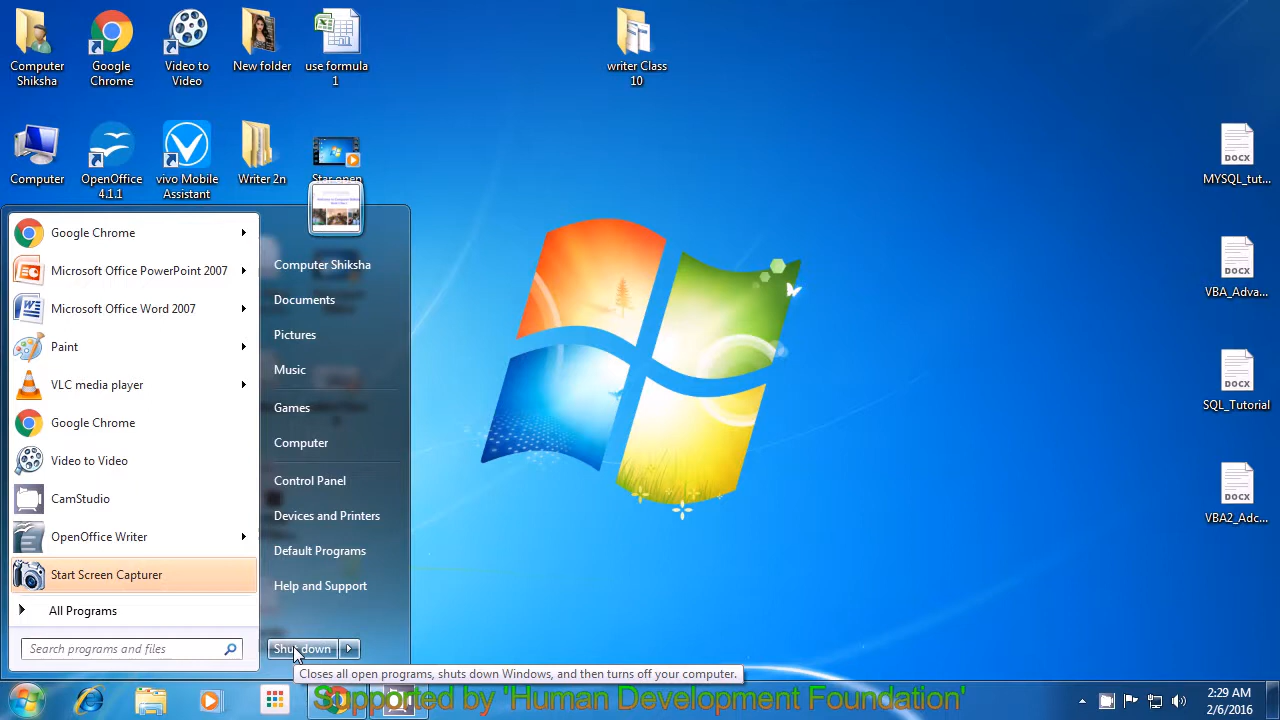 Computer
Shiksha
Google
Chrome
Video to
Video
New folder
use formula
1
writer Class
10
Computer
OpenOffice
4.1.1
vivo Mobile
Assistant
Writer 2n
MYSQL_tut...
VBA_Adva...
SQL_Tutorial
VBA2_Adc...
DOCX
DOCX
DOCX
DOCX
Google Chrome
Microsoft Office PowerPoint 2007
Microsoft Office Word 2007
Paint
VLC media player
Google Chrome
Video to Video
CamStudio
OpenOffice Writer
Start Screen Capturer
All Programs
Search programs and files
Computer Shiksha
Documents
Pictures
Music
Games
Computer
Control Panel
Devices and Printers
Default Programs
Help and Support
Shut down
Closes all open programs, shuts down Windows, and then turns off your computer.
Supported by 'Human Development Foundation'
2:29 AM
2/6/2016